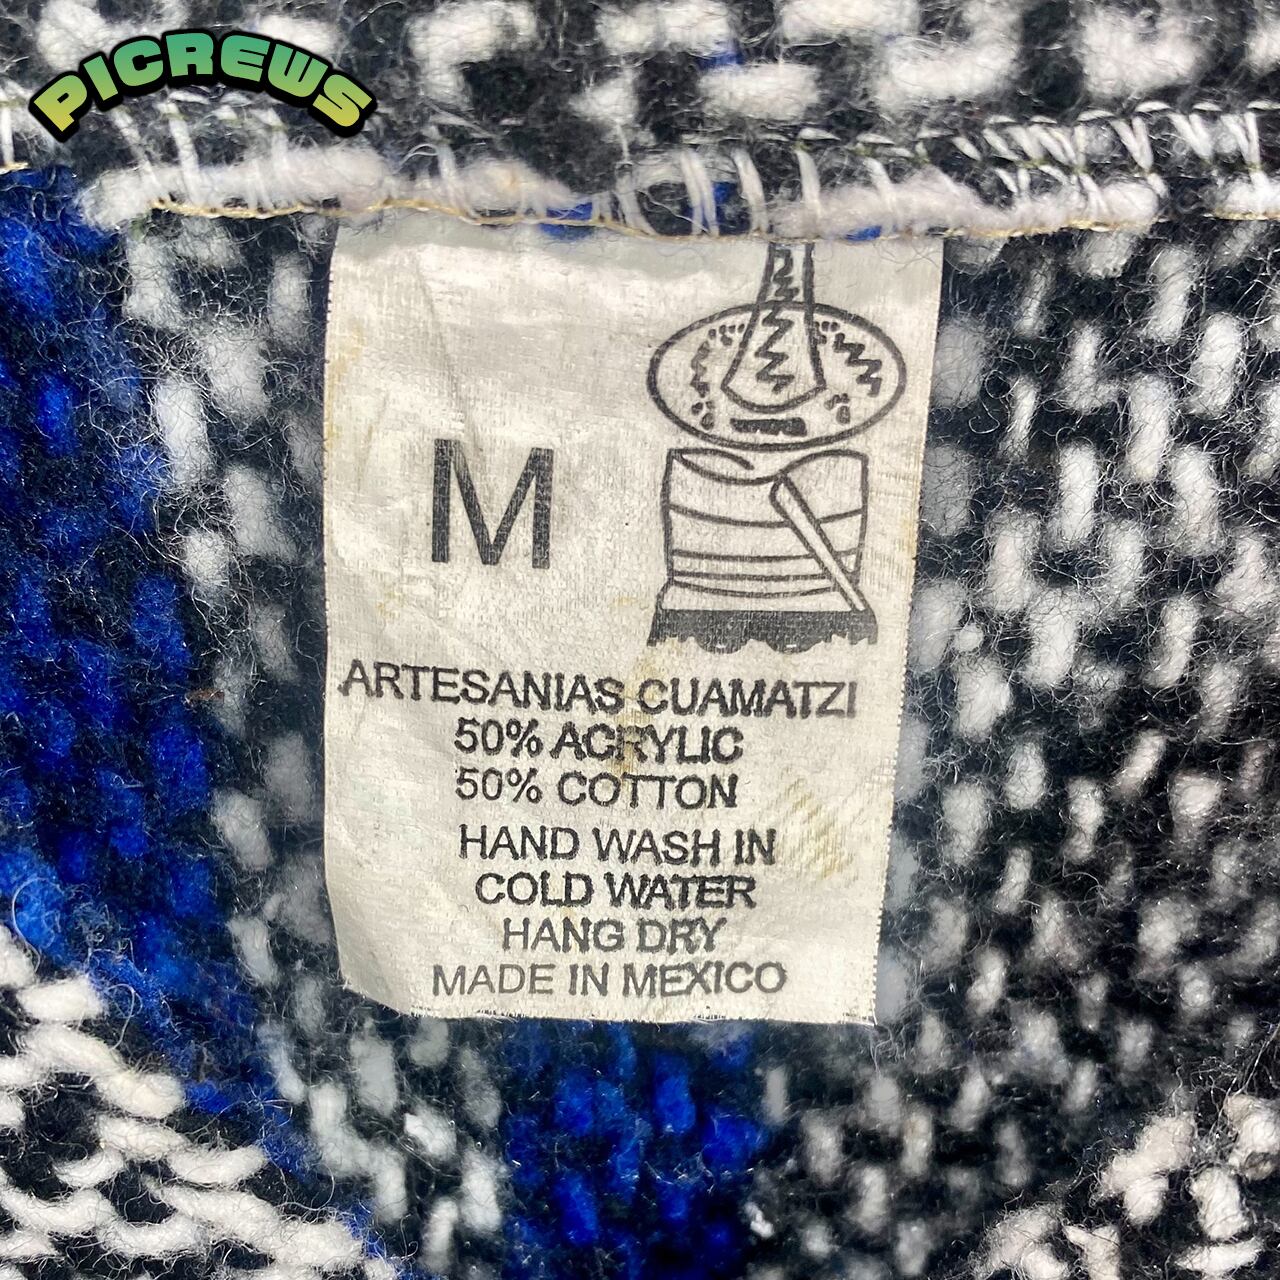 PICREWS
M
ARTESANIAS CUAMATZI
50% ACRYLIC
50% COTTON
HAND WASH IN
COLD WATER
HANG DRY
MADE IN MEXICO